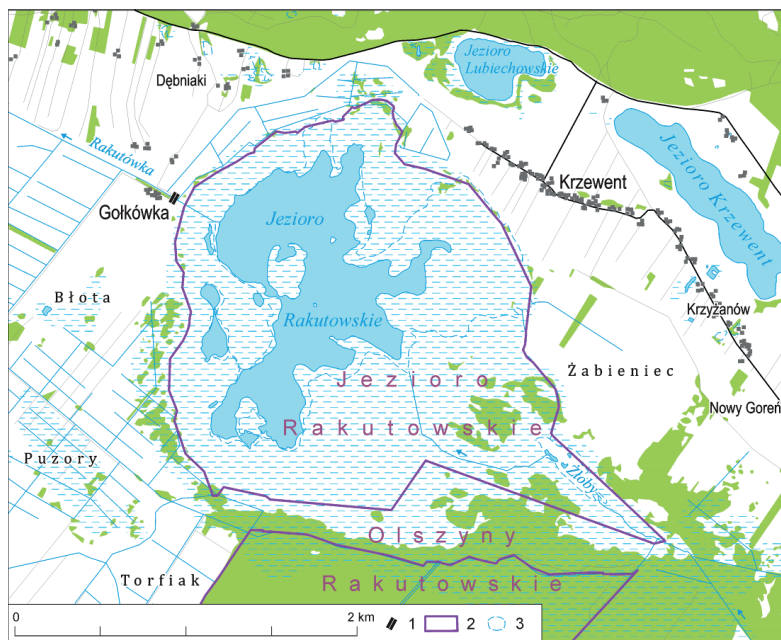 Jezioro
Lubiechowskie
Dębniaki
Rakutówka
Jezioro Krzewent
Krzewent
Gołkówka
Jezioro
Błota
Rakutowskie
Krzyżanów
Żabieniec
Jezioro
Nowy Goreń
Rakutowskie
Puzory
Żłoby
Olszyny
Torfiak
Rakutowskie
0 2 km 1 2 3